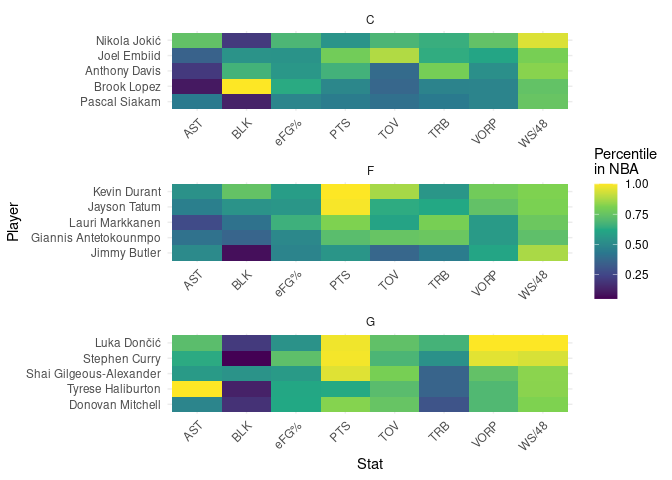 C
Nikola Jokić
Joel Embiid
Anthony Davis
Brook Lopez
Pascal Siakam
AST BLK eFG% PTS TOV TRB VORP WS/48
F
Kevin Durant
Jayson Tatum
Lauri Markkanen
Giannis Antetokounmpo
Jimmy Butler
AST BLK eFG% PTS TOV TRB VORP WS/48
G
Luka Dončić
Stephen Curry
Shai Gilgeous-Alexander
Tyrese Haliburton
Donovan Mitchell
AST BLK eFG% PTS TOV TRB VORP WS/48
Stat
Player
Percentile
in NBA
1.00
0.75
0.50
0.25